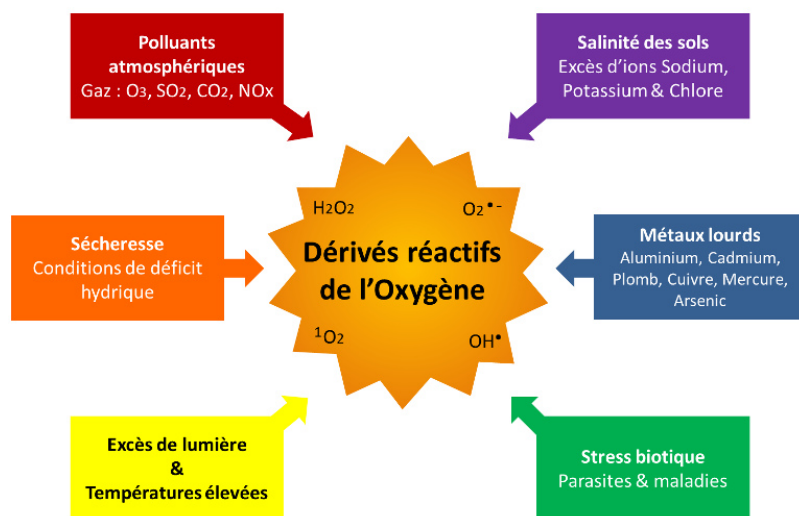 Polluants
atmosphériques
Gaz : O3, SO2, CO2, NOx
Salinité des sols
Excès d'ions Sodium,
Potassium & Chlore
H2O2
O2•-
Dérivés réactifs
de l'Oxygène
¹O2
OH•
Sécheresse
Conditions de déficit
hydrique
Métaux lourds
Aluminium, Cadmium,
Plomb, Cuivre, Mercure,
Arsenic
Excès de lumière
&
Températures élevées
Stress biotique
Parasites & maladies